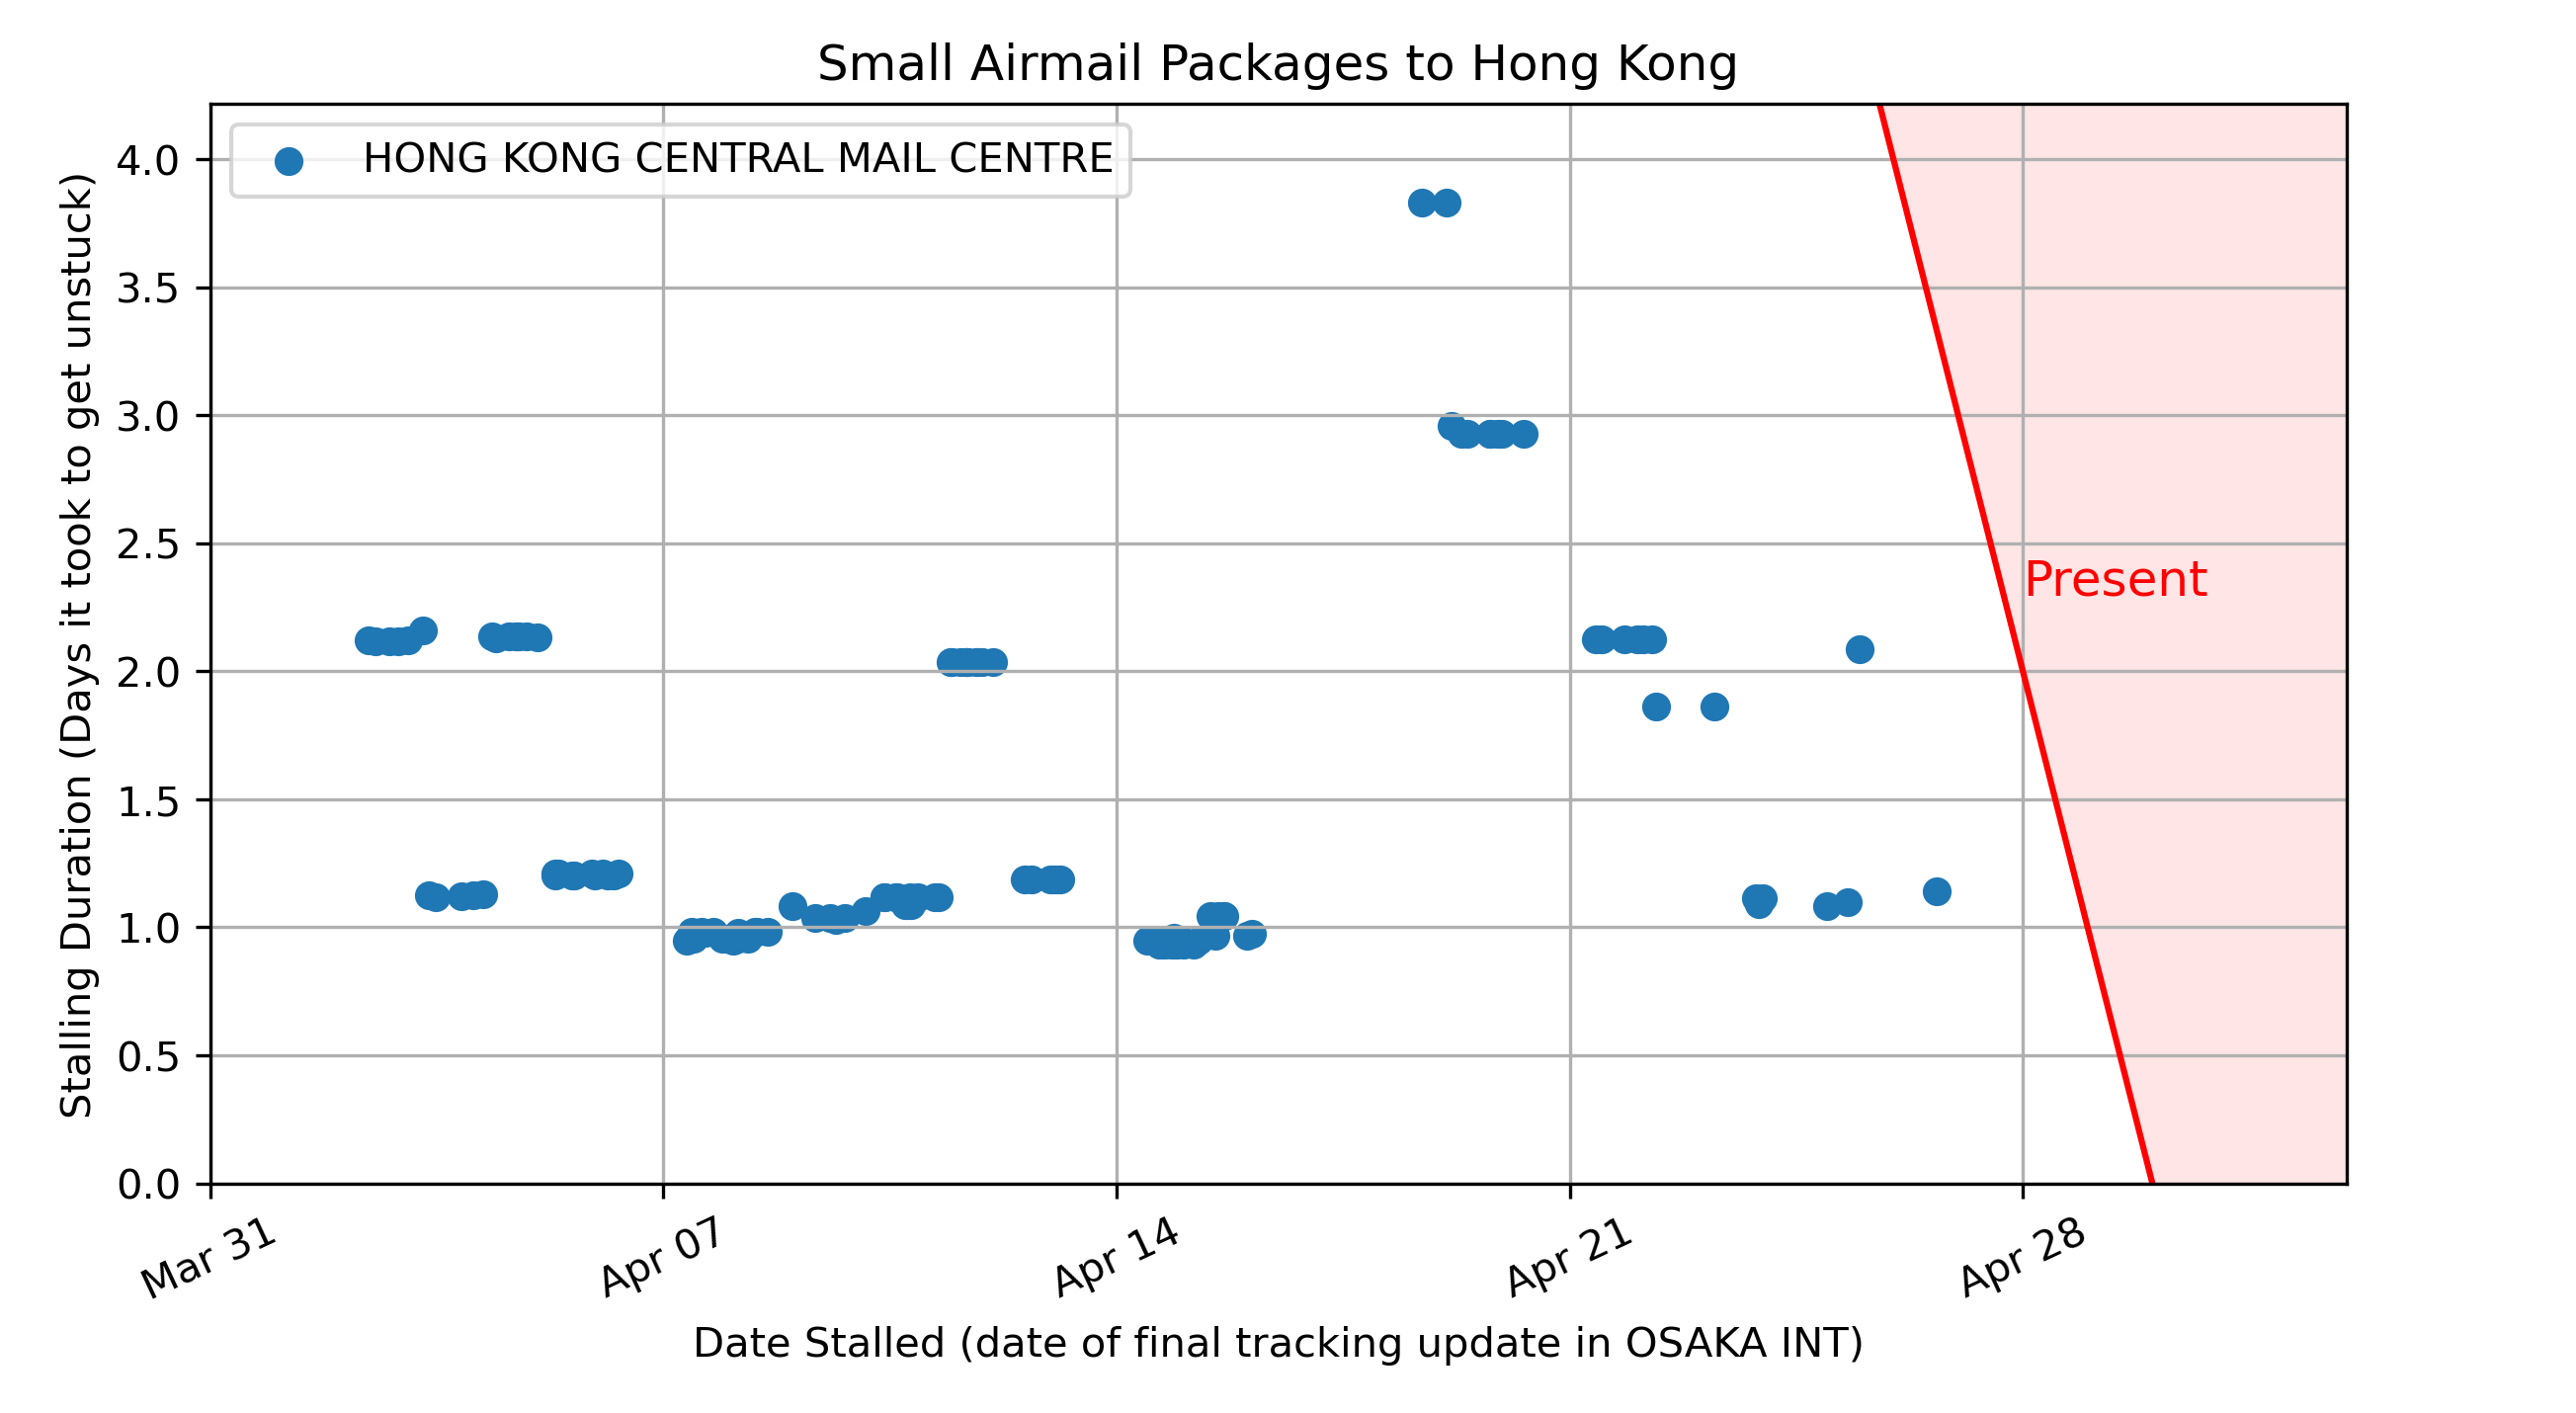 Small Airmail Packages to Hong Kong
HONG KONG CENTRAL MAIL CENTRE
Stalling Duration (Days it took to get unstuck)
4.0
3.5
3.0
2.5
2.0
1.5
1.0
0.5
0.0
Present
Mar 31
Apr 07
Apr 14
Apr 21
Apr 28
Date Stalled (date of final tracking update in OSAKA INT)